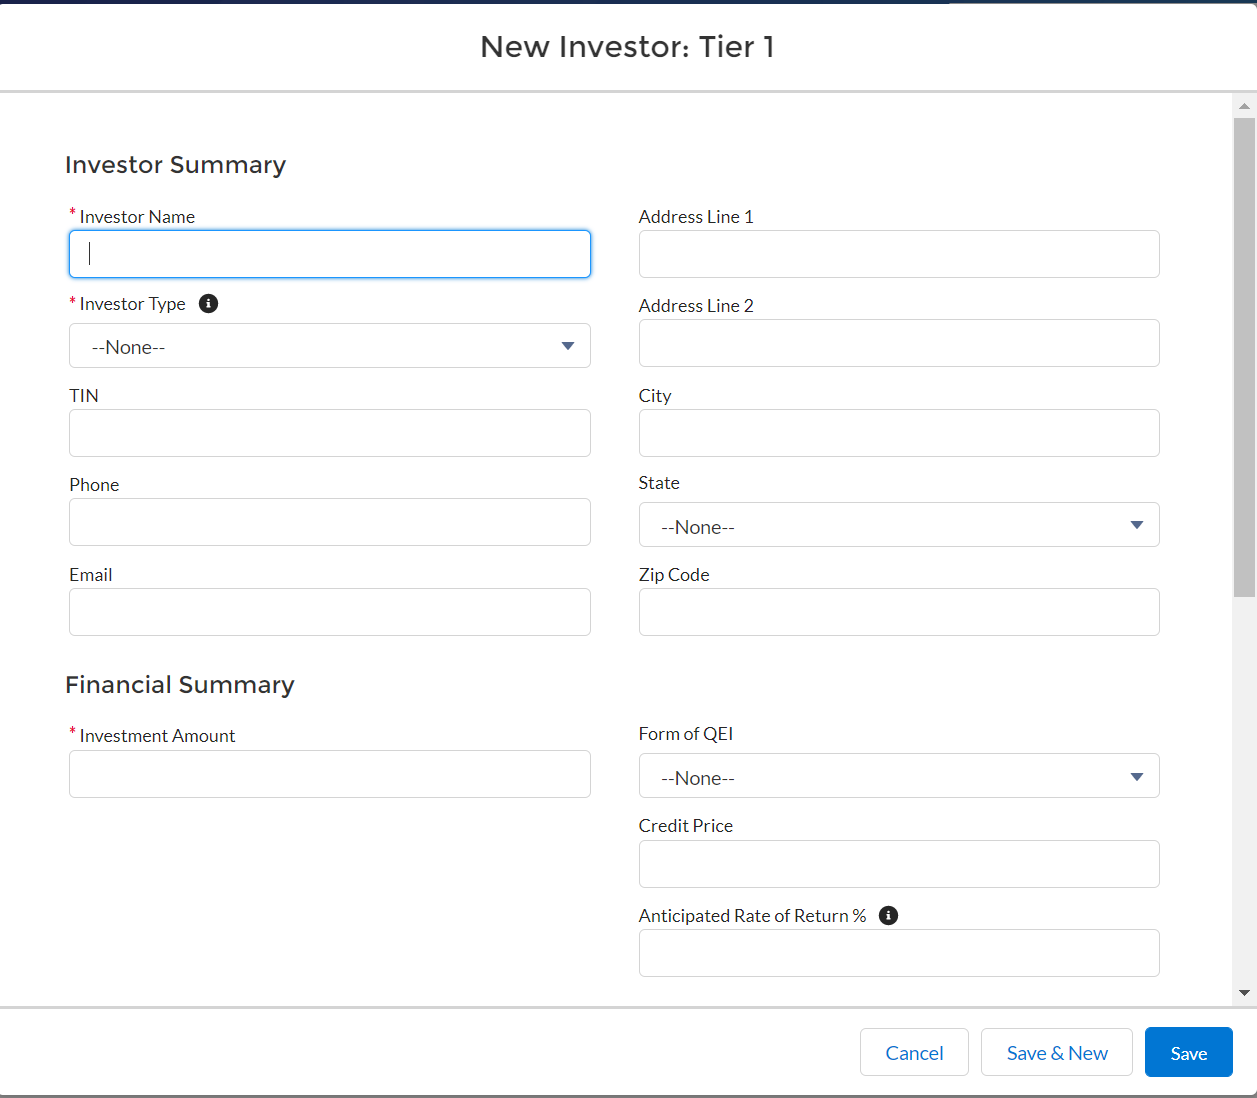 New Investor: Tier 1
Investor Summary
* Investor Name
* Investor Type
--None--
TIN
Phone
Email
Address Line 1
Address Line 2
City
State
--None--
Zip Code
Financial Summary
* Investment Amount
Form of QEI
--None--
Credit Price
Anticipated Rate of Return %
Cancel
Save & New
Save